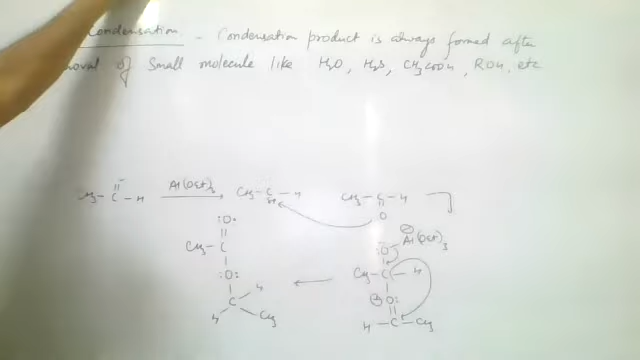 Condensation - Condensation product is always formed after
of Small molecule like H₂O, H₂S, CH₃COOH, ROH, etc
CH₃-C-H Al(OEt)₃ CH₃-C-H CH₃-C-H
O
:O: :O: Al(OEt)₃
CH₃-C CH₃-C-H
:O: O:
C H H-C-CH₃
H CH₃